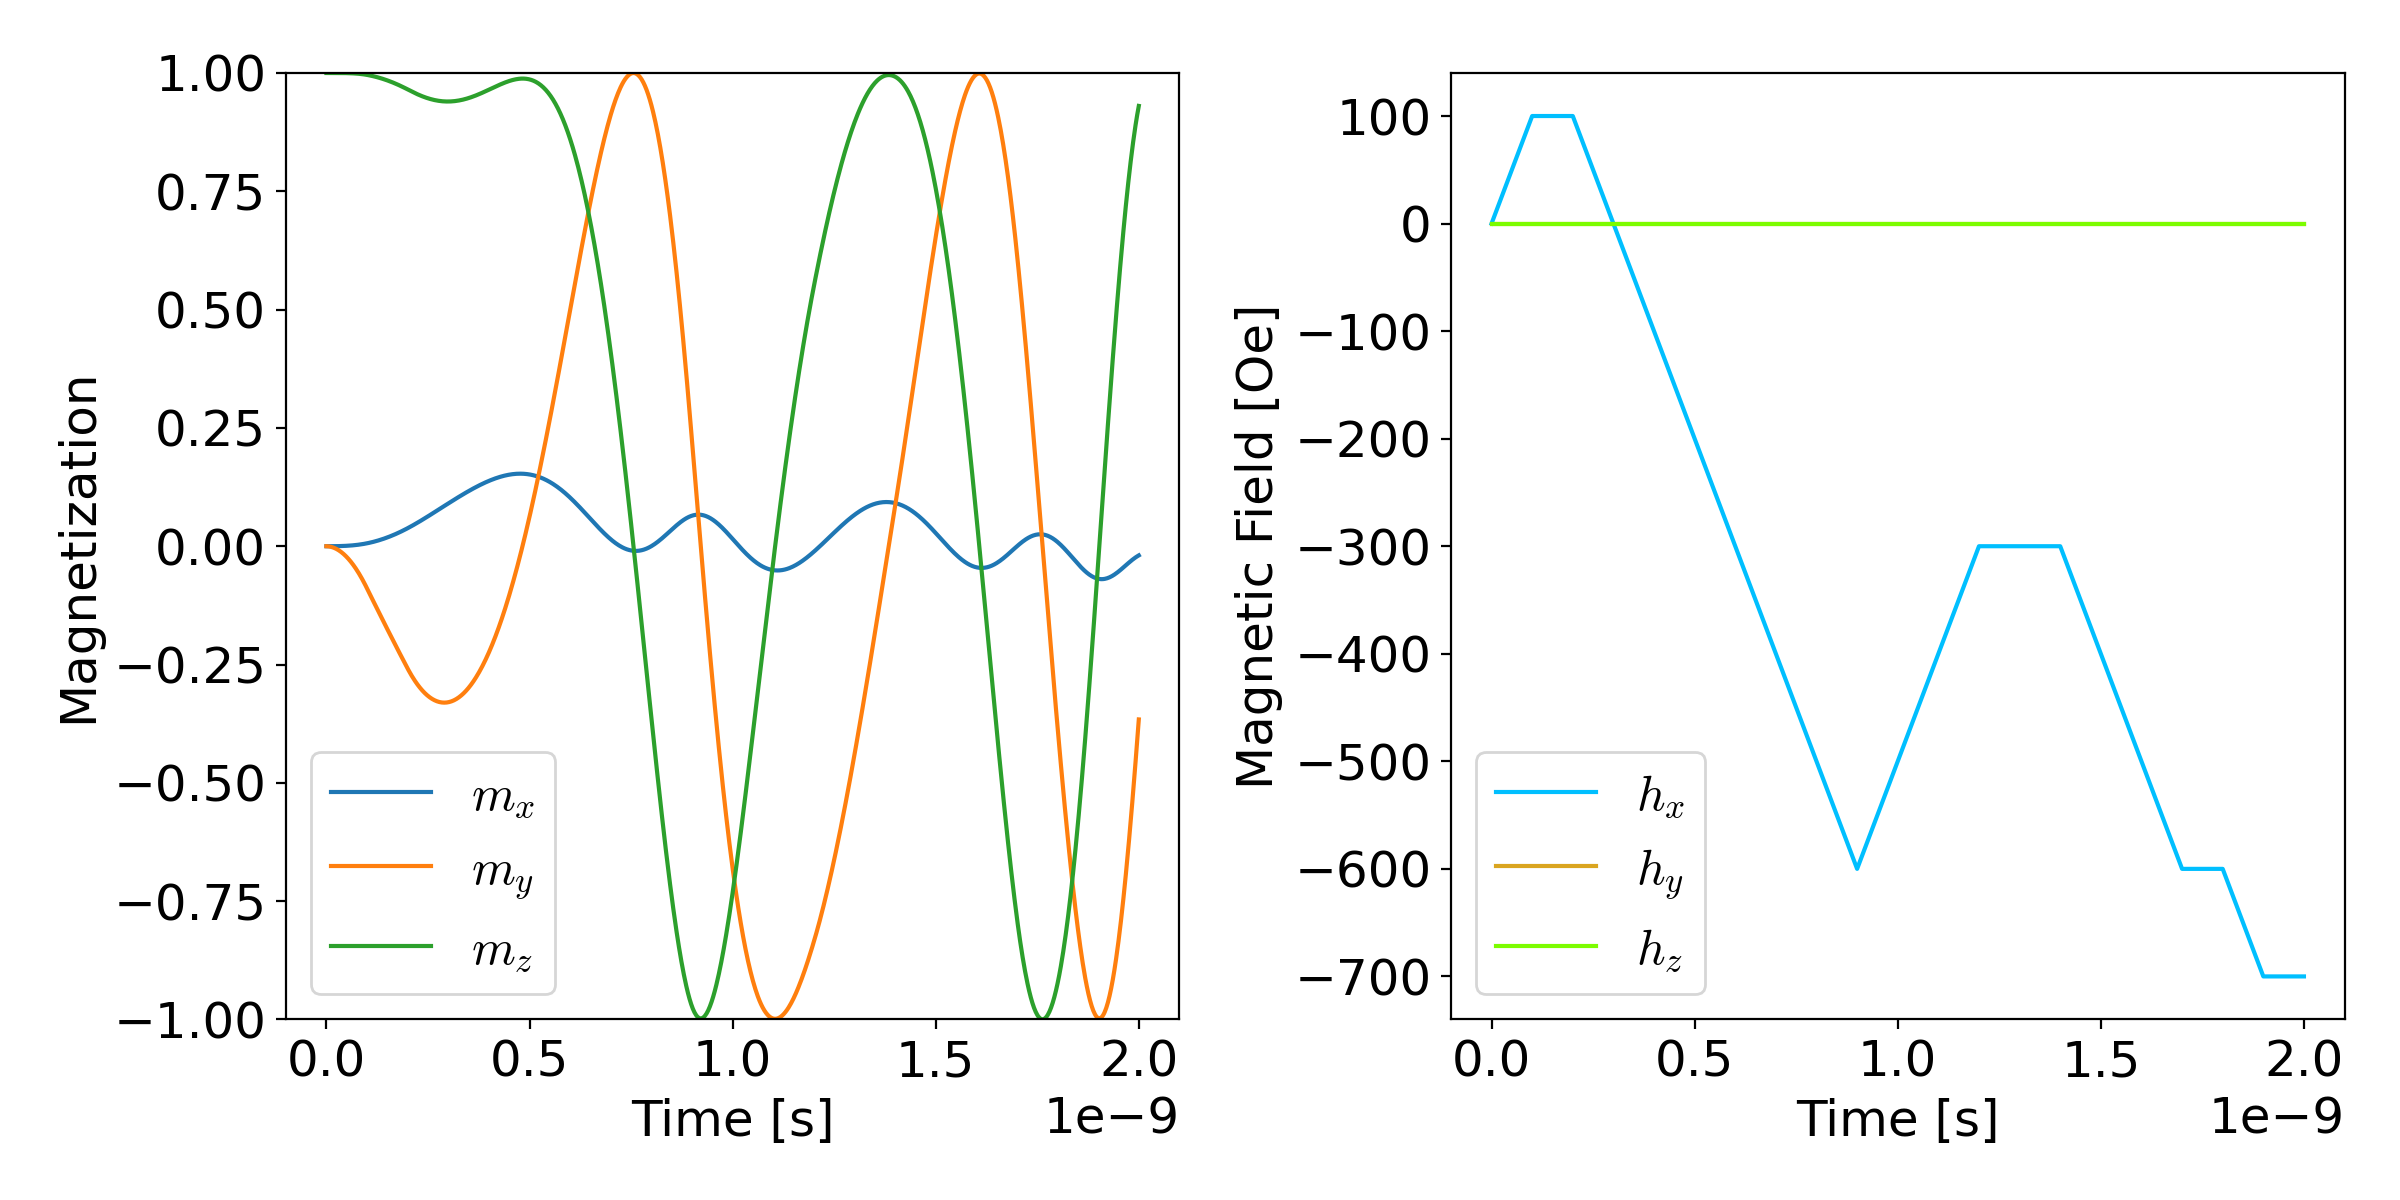 Magnetization
1.00
0.75
0.50
0.25
0.00
−0.25
−0.50
−0.75
−1.00
m_x
m_y
m_z
0.0 0.5 1.0 1.5 2.0
Time [s]
1e−9
Magnetic Field [Oe]
100
0
−100
−200
−300
−400
−500
−600
−700
h_x
h_y
h_z
0.0 0.5 1.0 1.5 2.0
Time [s]
1e−9